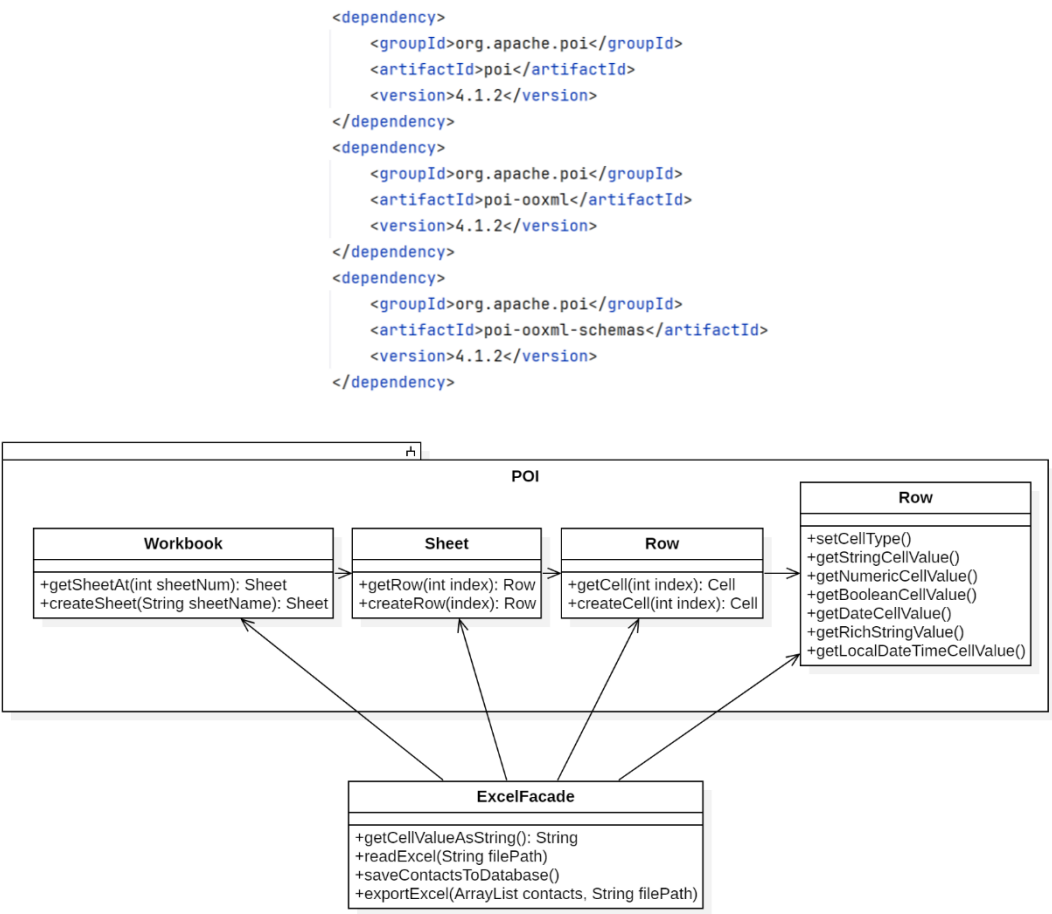 <dependency>
<groupId>org.apache.poi</groupId>
<artifactId>poi</artifactId>
<version>4.1.2</version>
</dependency>
<dependency>
<groupId>org.apache.poi</groupId>
<artifactId>poi-ooxml</artifactId>
<version>4.1.2</version>
</dependency>
<dependency>
<groupId>org.apache.poi</groupId>
<artifactId>poi-ooxml-schemas</artifactId>
<version>4.1.2</version>
</dependency>
POI
Workbook
+getSheetAt(int sheetNum): Sheet
+createSheet(String sheetName): Sheet
Sheet
+getRow(int index): Row
+createRow(index): Row
Row
+getCell(int index): Cell
+createCell(int index): Cell
Row
+setCellType()
+getStringCellValue()
+getNumericCellValue()
+getBooleanCellValue()
+getDateCellValue()
+getRichStringValue()
+getLocalDateTimeCellValue()
ExcelFacade
+getCellValueAsString(): String
+readExcel(String filePath)
+saveContactsToDatabase()
+exportExcel(ArrayList contacts, String filePath)